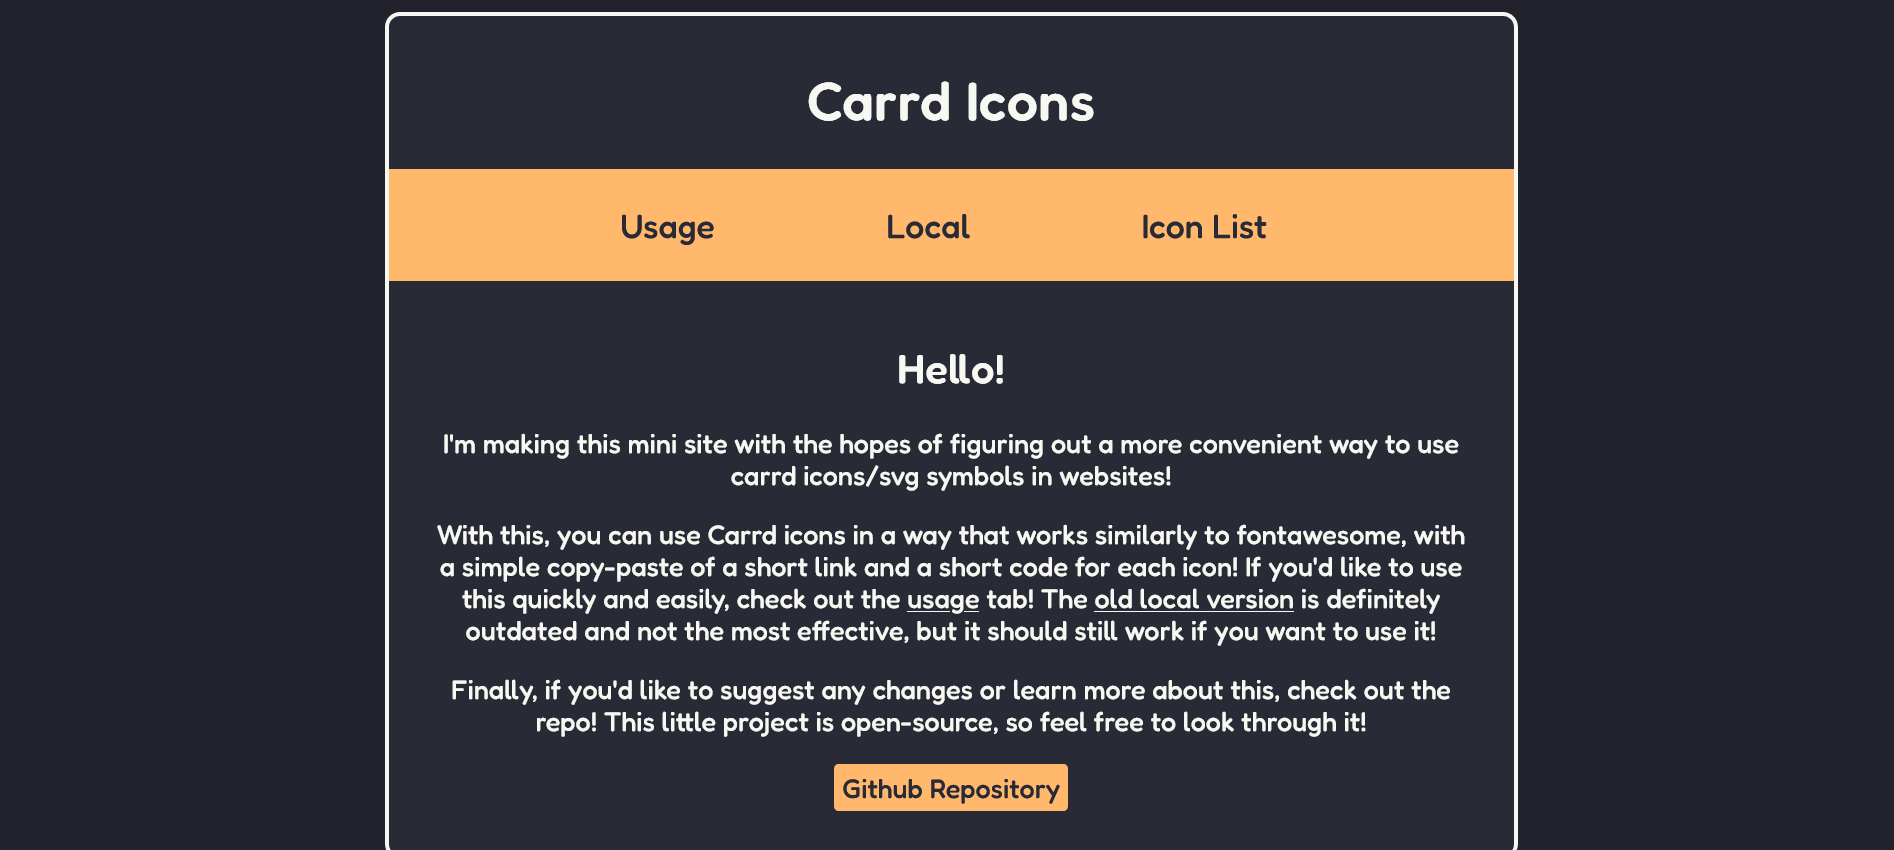 Carrd Icons
Usage
Local
Icon List
Hello!
I'm making this mini site with the hopes of figuring out a more convenient way to use
carrd icons/svg symbols in websites!
With this, you can use Carrd icons in a way that works similarly to fontawesome, with
a simple copy-paste of a short link and a short code for each icon! If you'd like to use
this quickly and easily, check out the usage tab! The old local version is definitely
outdated and not the most effective, but it should still work if you want to use it!
Finally, if you'd like to suggest any changes or learn more about this, check out the
repo! This little project is open-source, so feel free to look through it!
Github Repository